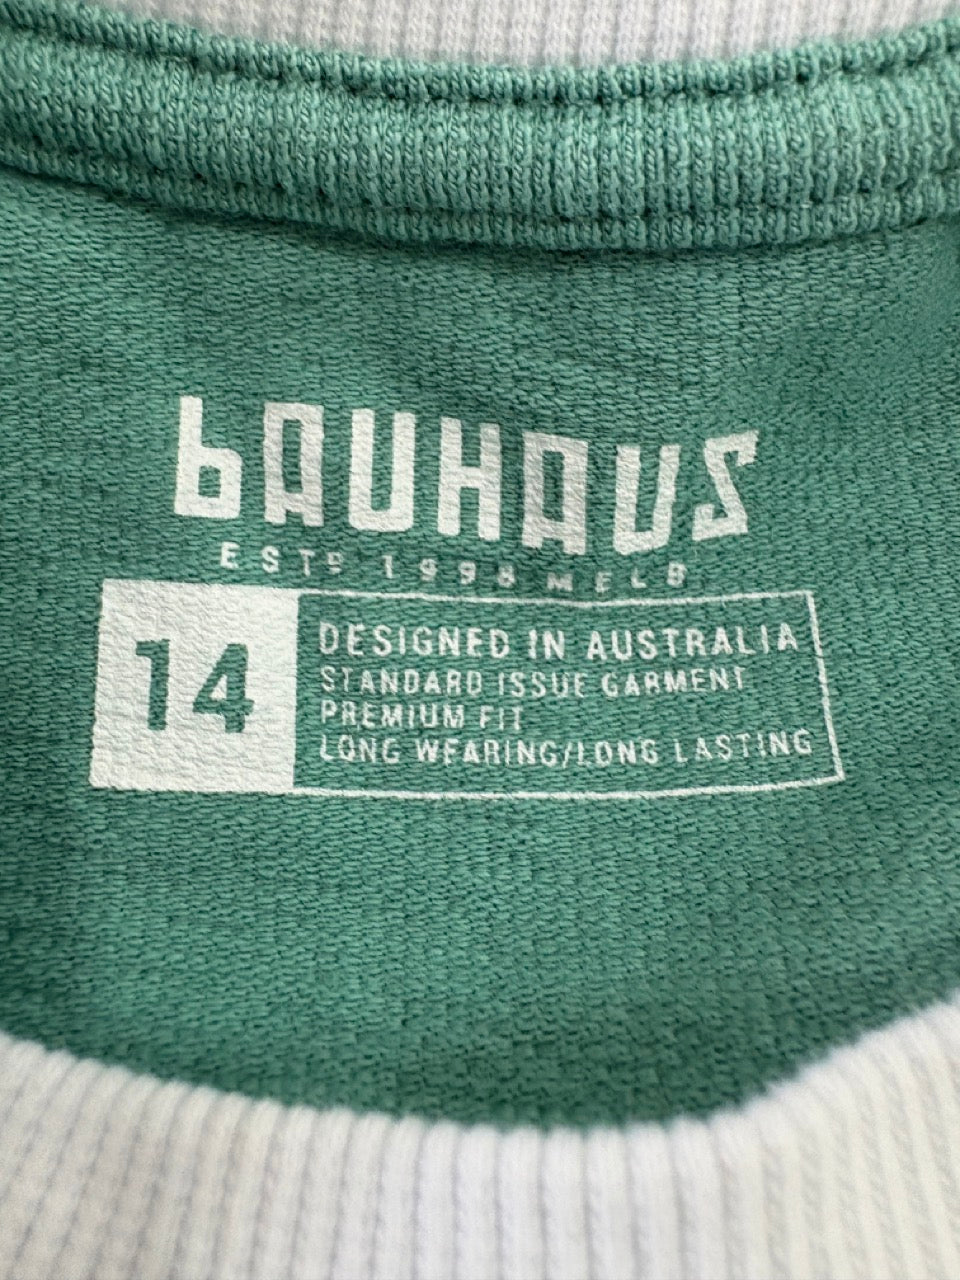 bAUHAUS
ESTD 1998 MELB
14
DESIGNED IN AUSTRALIA
STANDARD ISSUE GARMENT
PREMIUM FIT
LONG WEARING/LONG LASTING